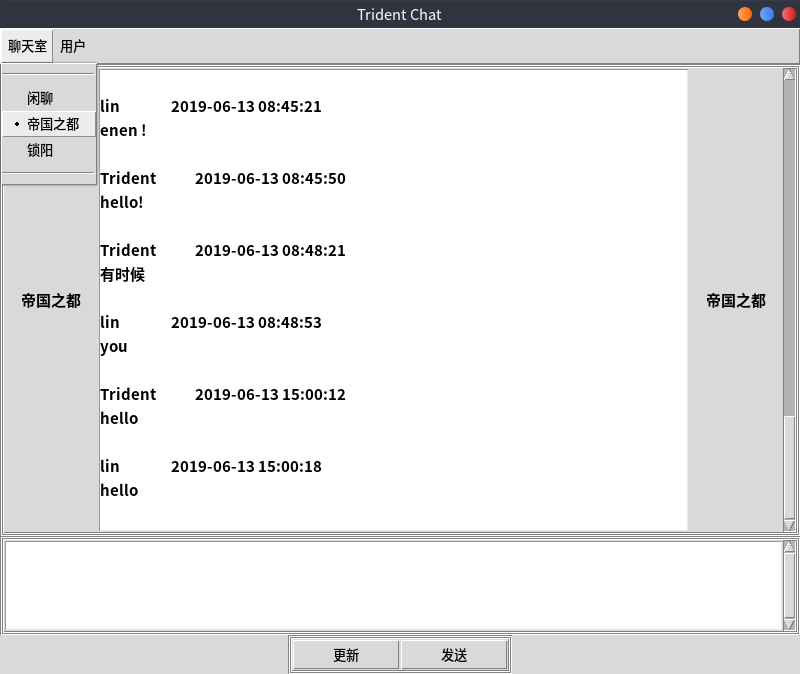 Trident Chat
聊天室 用户
闲聊
• 帝国之都
锁阳
帝国之都
lin 2019-06-13 08:45:21
enen !
Trident 2019-06-13 08:45:50
hello!
Trident 2019-06-13 08:48:21
有时候
lin 2019-06-13 08:48:53
you
Trident 2019-06-13 15:00:12
hello
lin 2019-06-13 15:00:18
hello
帝国之都
更新 发送